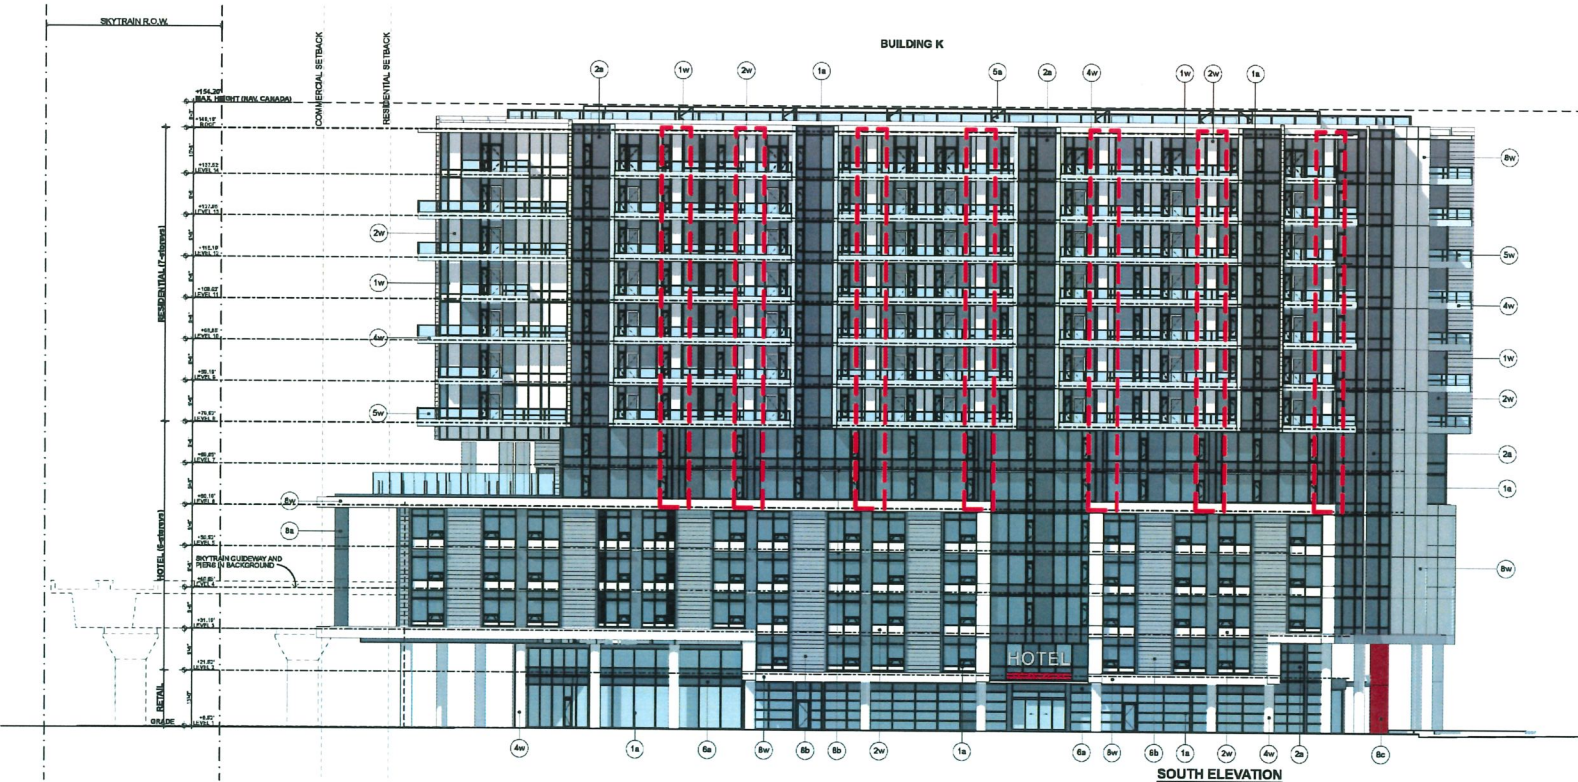 SKYTRAIN R.O.W.
COMMERCIAL SETBACK
RESIDENTIAL SETBACK
BUILDING K
2a
1w
2w
1a
5a
2a
4w
1w
2w
1a
MAX. HEIGHT (NAV. CANADA)
ROOF
LEVEL 14
LEVEL 13
LEVEL 12
LEVEL 11
LEVEL 10
LEVEL 9
LEVEL 8
LEVEL 7
LEVEL 6
LEVEL 5
LEVEL 4
LEVEL 3
LEVEL 2
LEVEL 1
RESIDENTIAL (7-storeys)
HOTEL (5-storeys)
RETAIL
GRADE
2w
1w
4w
5w
8w
8a
SKYTRAIN GUIDEWAY AND
PIERS IN BACKGROUND
8w
5w
4w
1w
2w
2a
1a
8w
HOTEL
4w
1a
6a
8w
8b
8b
2w
1a
6a
8w
6b
1a
2w
4w
2a
8c
SOUTH ELEVATION